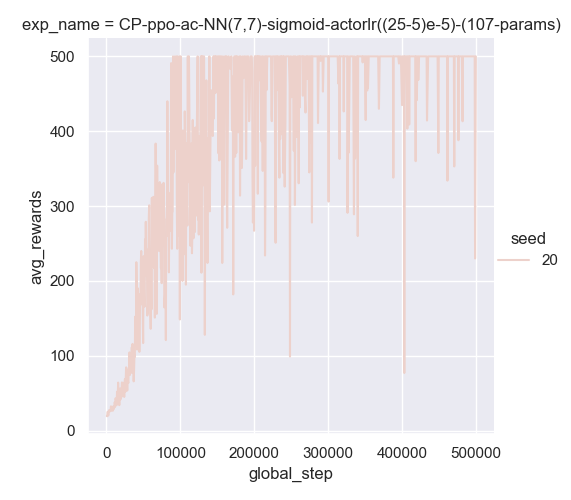 exp_name = CP-ppo-ac-NN(7,7)-sigmoid-actorlr((25-5)e-5)-(107-params)
500
400
300
200
100
0
avg_rewards
0 100000 200000 300000 400000 500000
global_step
seed
20